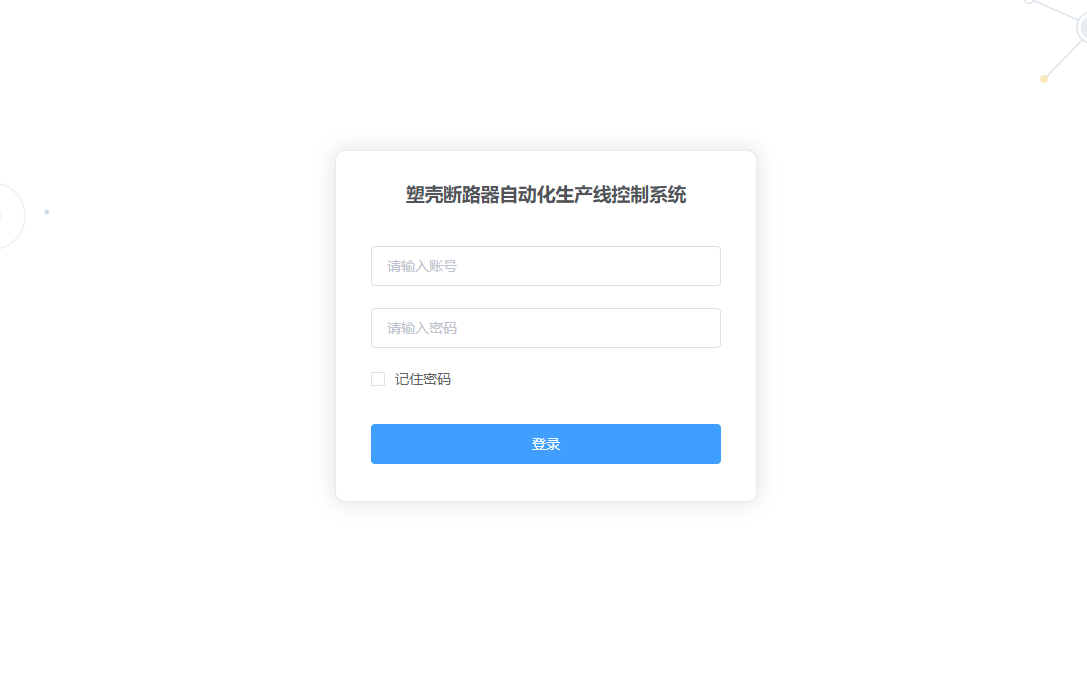 塑壳断路器自动化生产线控制系统
请输入账号
请输入密码
记住密码
登录